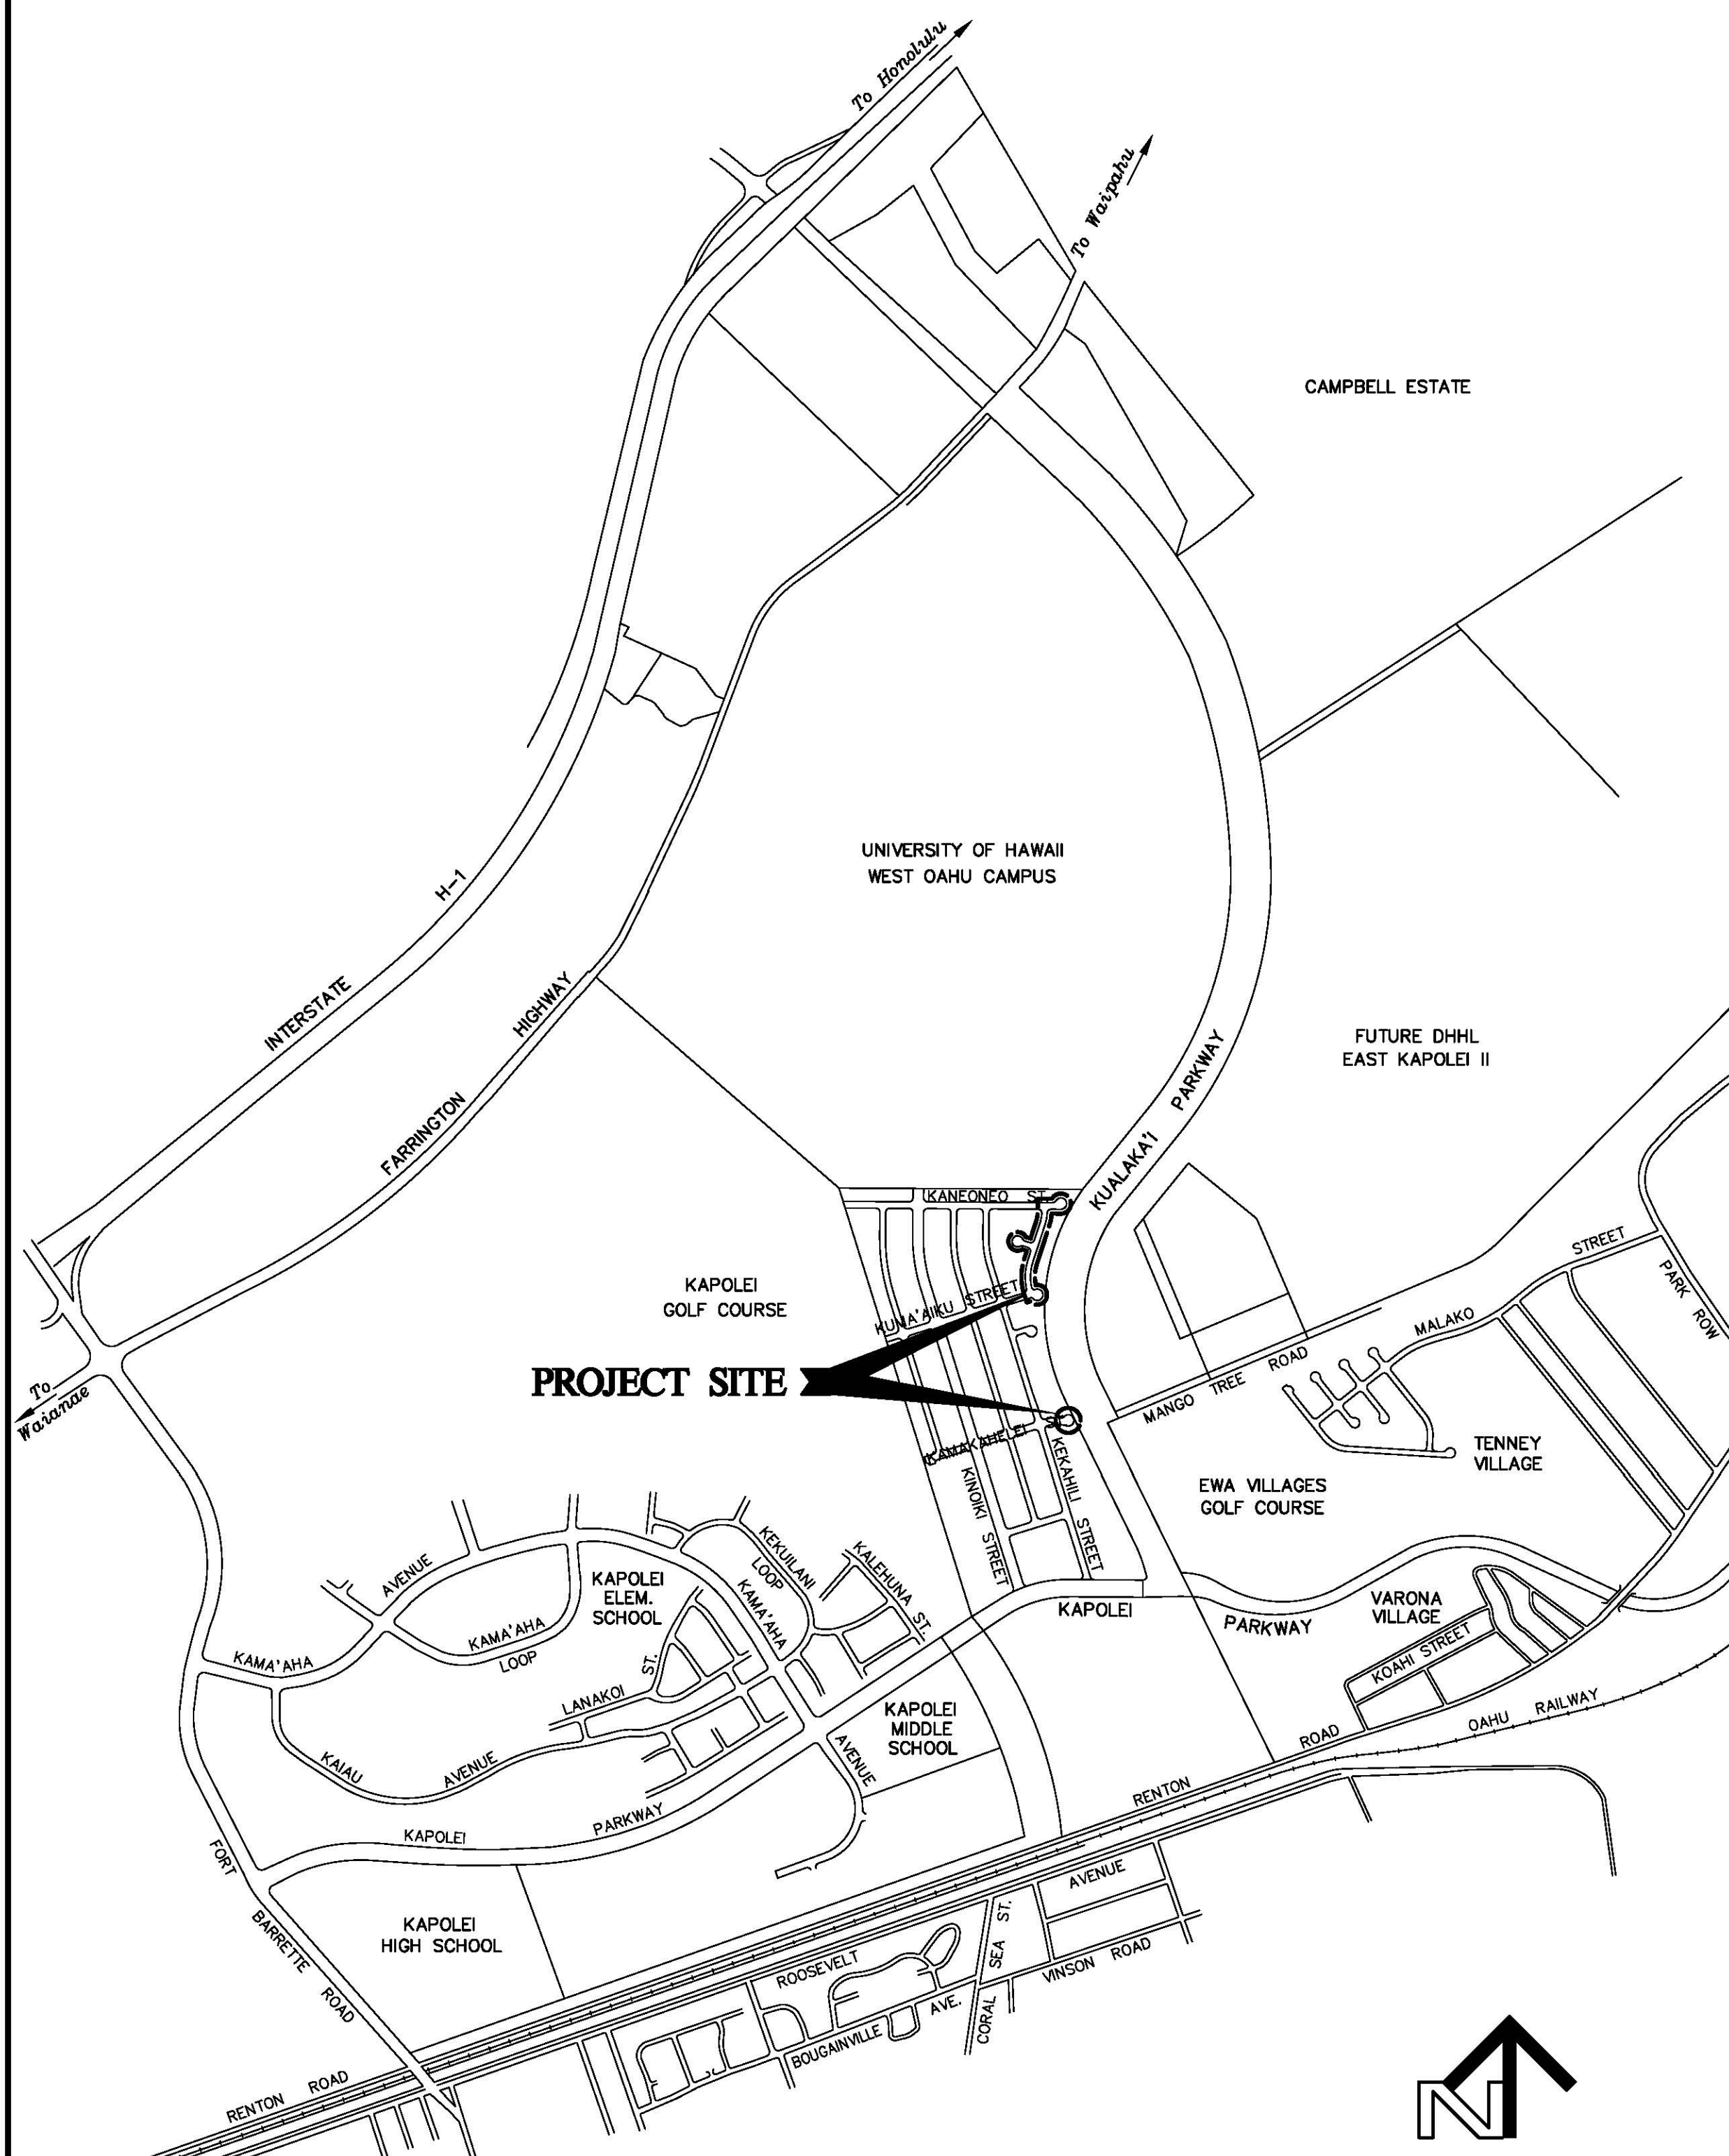 To Honolulu
To Waipahu
CAMPBELL ESTATE
UNIVERSITY OF HAWAII
WEST OAHU CAMPUS
INTERSTATE H-1
FARRINGTON HIGHWAY
FUTURE DHHL
EAST KAPOLEI II
KUALAKA'I PARKWAY
KANEONEO ST.
KAPOLEI
GOLF COURSE
KUMA'AIKU STREET
PROJECT SITE
To Waianae
MANGO TREE ROAD
MALAKO STREET
PARK ROW
KAMAKAHELEI ST.
KINOIKI STREET
KEKAHILI STREET
TENNEY
VILLAGE
EWA VILLAGES
GOLF COURSE
KAMA'AHA AVENUE
KAMA'AHA
LOOP
KAPOLEI
ELEM.
SCHOOL
KEKUILANI
LOOP
KALEHUNA ST.
KAMA'AHA AVENUE
KAPOLEI PARKWAY
VARONA
VILLAGE
KOAHI STREET
LANAKOI ST.
KAIAU AVENUE
KAPOLEI
MIDDLE
SCHOOL
KAPOLEI PARKWAY
RENTON ROAD
OAHU RAILWAY
FORT BARRETTE ROAD
KAPOLEI
HIGH SCHOOL
ROOSEVELT AVENUE
BOUGAINVILLE AVE.
CORAL SEA ST.
VINSON ROAD
RENTON ROAD
N